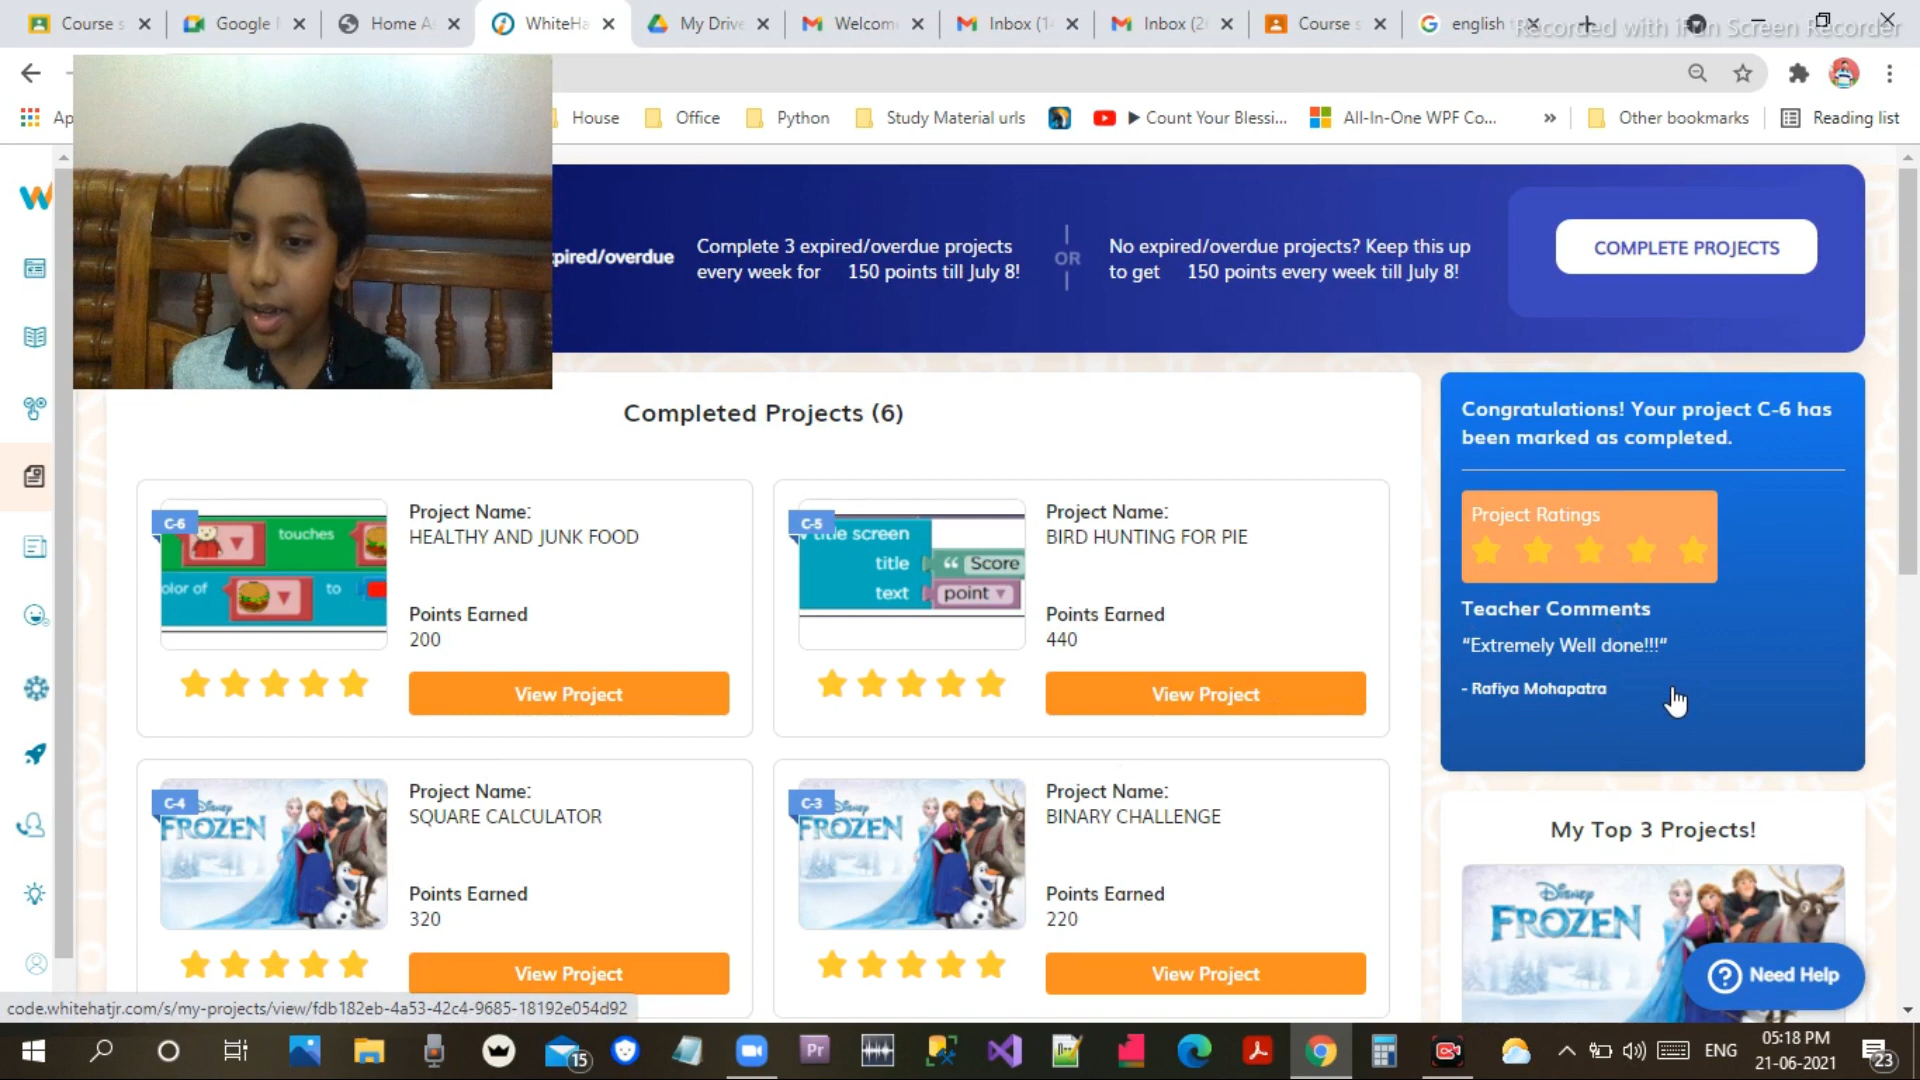 Course s
Google
Home A
WhiteHa
My Drive
Welcom
Inbox (1
Inbox (2
Course s
english
Recorded with iFun Screen Recorder
Ap
House
Office
Python
Study Material urls
▶ Count Your Blessi...
All-In-One WPF Co...
»
Other bookmarks
Reading list
pired/overdue
Complete 3 expired/overdue projects
every week for 150 points till July 8!
OR
No expired/overdue projects? Keep this up
to get 150 points every week till July 8!
COMPLETE PROJECTS
Completed Projects (6)
C-6
touches
olor of
to
Project Name:
HEALTHY AND JUNK FOOD
Points Earned
200
View Project
C-5
title screen
title
“ Score
text
point
Project Name:
BIRD HUNTING FOR PIE
Points Earned
440
View Project
C-4
Disney
FROZEN
Project Name:
SQUARE CALCULATOR
Points Earned
320
View Project
C-3
Disney
FROZEN
Project Name:
BINARY CHALLENGE
Points Earned
220
View Project
Congratulations! Your project C-6 has
been marked as completed.
Project Ratings
Teacher Comments
“Extremely Well done!!!“
- Rafiya Mohapatra
My Top 3 Projects!
Disney
FROZEN
Need Help
code.whitehatjr.com/s/my-projects/view/fdb182eb-4a53-42c4-9685-18192e054d92
15
Pr
ENG
05:18 PM
21-06-2021
23